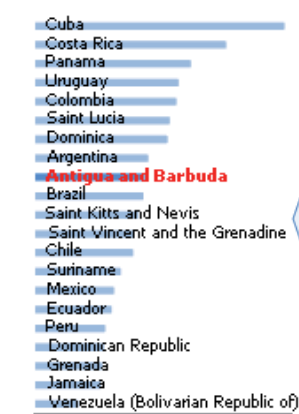 Cuba
Costa Rica
Panama
Uruguay
Colombia
Saint Lucia
Dominica
Argentina
Antigua and Barbuda
Brazil
Saint Kitts and Nevis
Saint Vincent and the Grenadine
Chile
Suriname
Mexico
Ecuador
Peru
Dominican Republic
Grenada
Jamaica
Venezuela (Bolivarian Republic of)